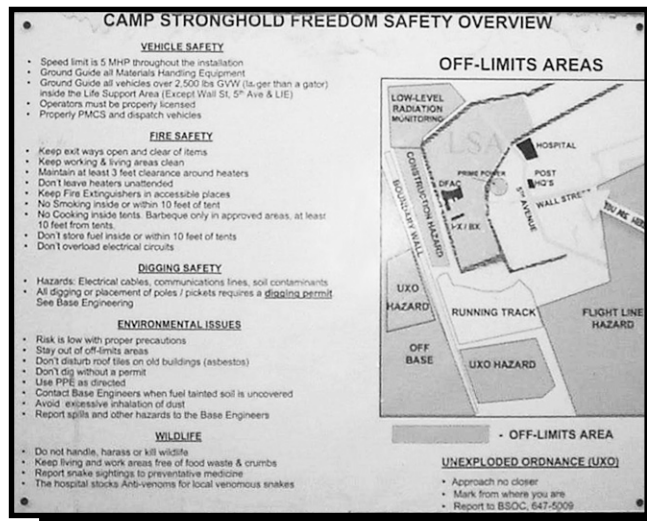 CAMP STRONGHOLD FREEDOM SAFETY OVERVIEW
VEHICLE SAFETY
• Speed limit is 5 MHP throughout the installation
• Ground Guide all Materials Handling Equipment
• Ground Guide all vehicles over 2,500 lbs GVW (larger than a gator)
inside the Life Support Area (Except Wall St, 5th Ave & LIE)
• Operators must be properly licensed
• Properly PMCS and dispatch vehicles
FIRE SAFETY
• Keep exit ways open and clear of items
• Keep working & living areas clean
• Maintain at least 3 feet clearance around heaters
• Don't leave heaters unattended
• Keep Fire Extinguishers in accessible places
• No Smoking inside or within 10 feet of tent
• No Cooking inside tents. Barbeque only in approved areas, at least
10 feet from tents.
• Don't store fuel inside or within 10 feet of tents
• Don't overload electrical circuits
DIGGING SAFETY
• Hazards: Electrical cables, communications lines, soil contaminants
• All digging or placement of poles / pickets requires a digging permit
See Base Engineering
ENVIRONMENTAL ISSUES
• Risk is low with proper precautions
• Stay out of off-limits areas
• Don't disturb roof tiles on old buildings (asbestos)
• Don't dig without a permit
• Use PPE as directed
• Contact Base Engineers when fuel tainted soil is uncovered
• Avoid excessive inhalation of dust
• Report spills and other hazards to the Base Engineers
WILDLIFE
• Do not handle, harass or kill wildlife
• Keep living and work areas free of food waste & crumbs
• Report snake sightings to preventative medicine
• The hospital stocks Anti-venoms for local venomous snakes
OFF-LIMITS AREAS
LOW-LEVEL
RADIATION
MONITORING
LSA
HOSPITAL
PRIME POWER
POST
HQ'S
DFAC
5TH AVENUE
WALL STREET
YOU ARE HERE
PX / BX
CONSTRUCTION HAZARD
BOUNDARY WALL
UXO
HAZARD
RUNNING TRACK
FLIGHT LINE
HAZARD
OFF
BASE
UXO HAZARD
- OFF-LIMITS AREA
UNEXPLODED ORDNANCE (UXO)
• Approach no closer
• Mark from where you are
• Report to BSOC, 647-5009